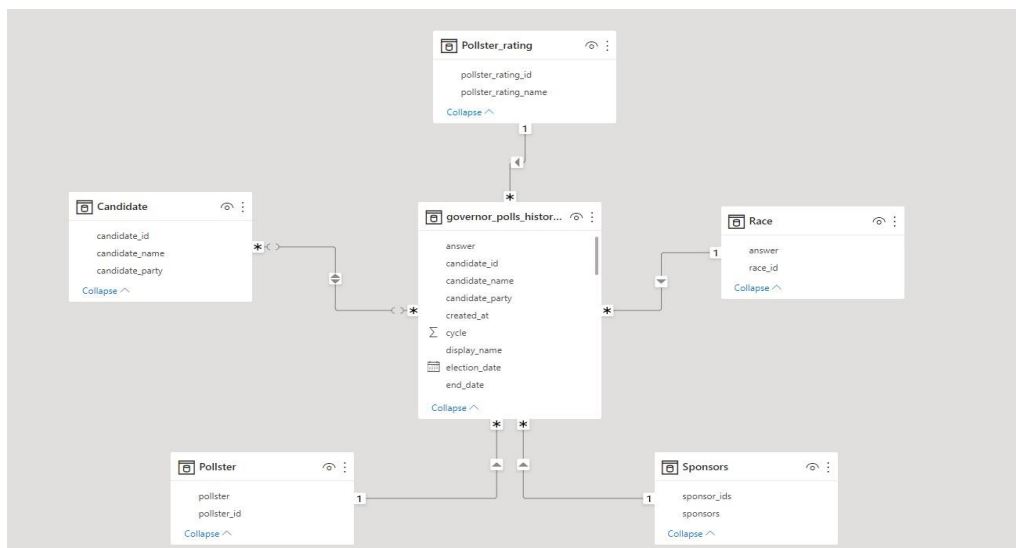 Pollster_rating
pollster_rating_id
pollster_rating_name
Collapse
1
*
Candidate
candidate_id
candidate_name
candidate_party
Collapse
*
*
governor_polls_histor...
answer
candidate_id
candidate_name
candidate_party
created_at
Σ cycle
display_name
election_date
end_date
Collapse
Race
answer
race_id
Collapse
1
*
*
*
Pollster
pollster
pollster_id
Collapse
1
Sponsors
sponsor_ids
sponsors
Collapse
1